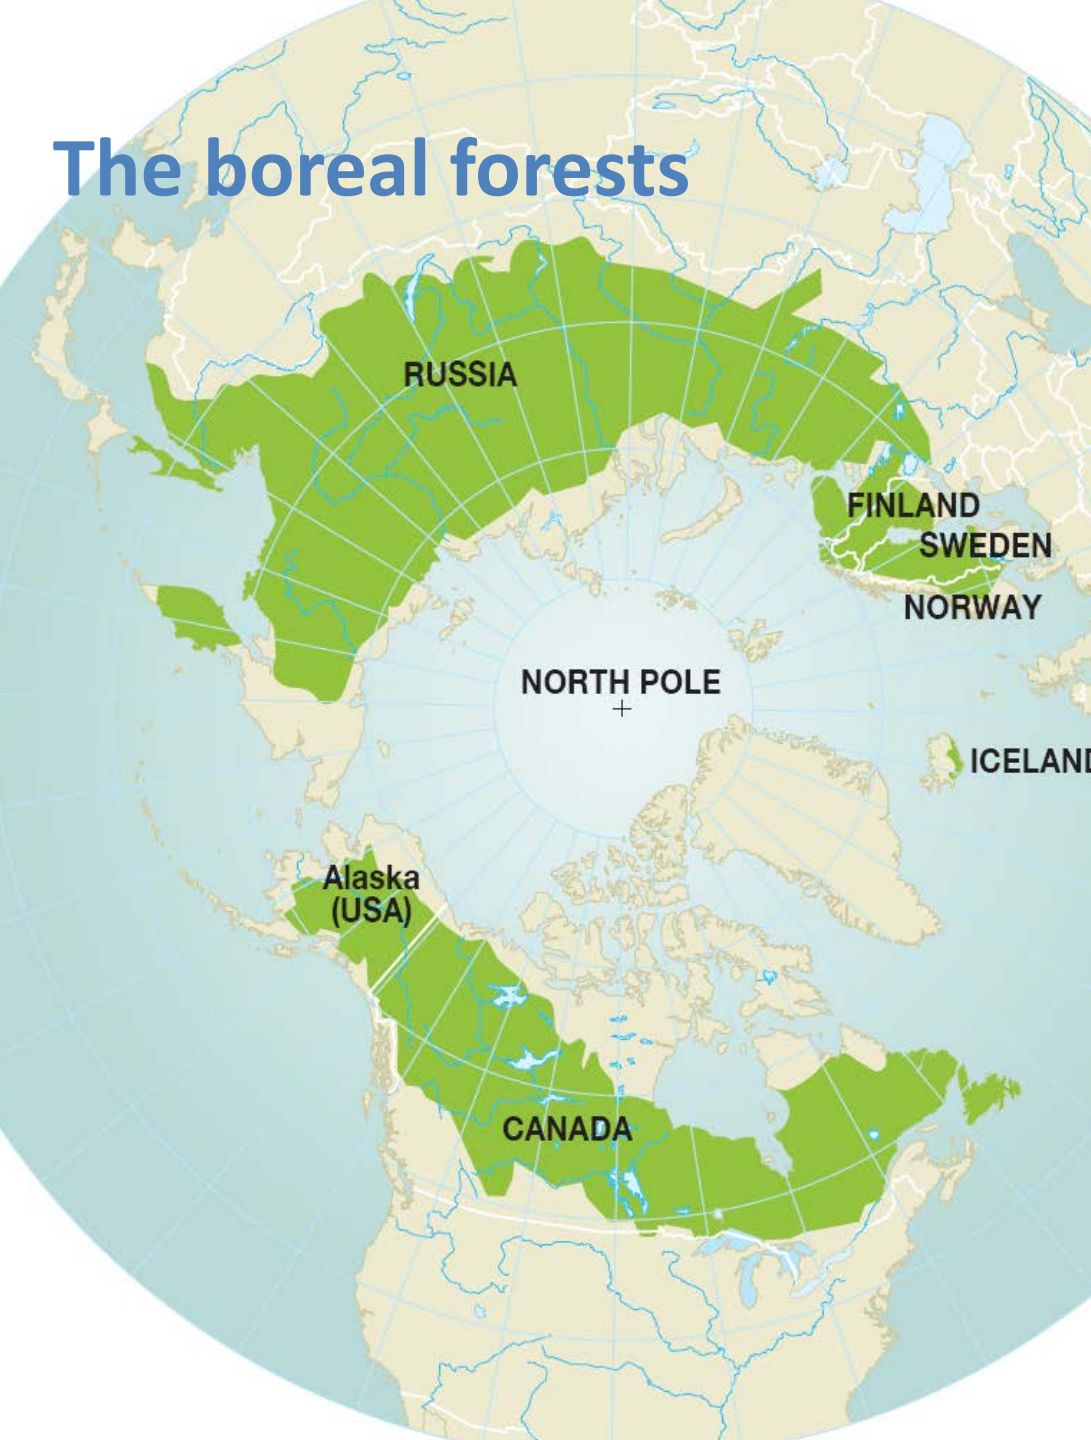 The boreal forests
RUSSIA
FINLAND
SWEDEN
NORWAY
NORTH POLE
ICELAND
Alaska
(USA)
CANADA